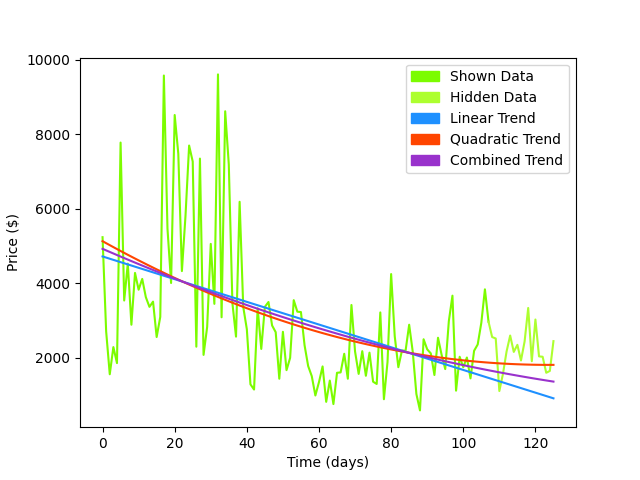 10000
8000
6000
4000
2000
Price ($)
0
20
40
60
80
100
120
Time (days)
Shown Data
Hidden Data
Linear Trend
Quadratic Trend
Combined Trend